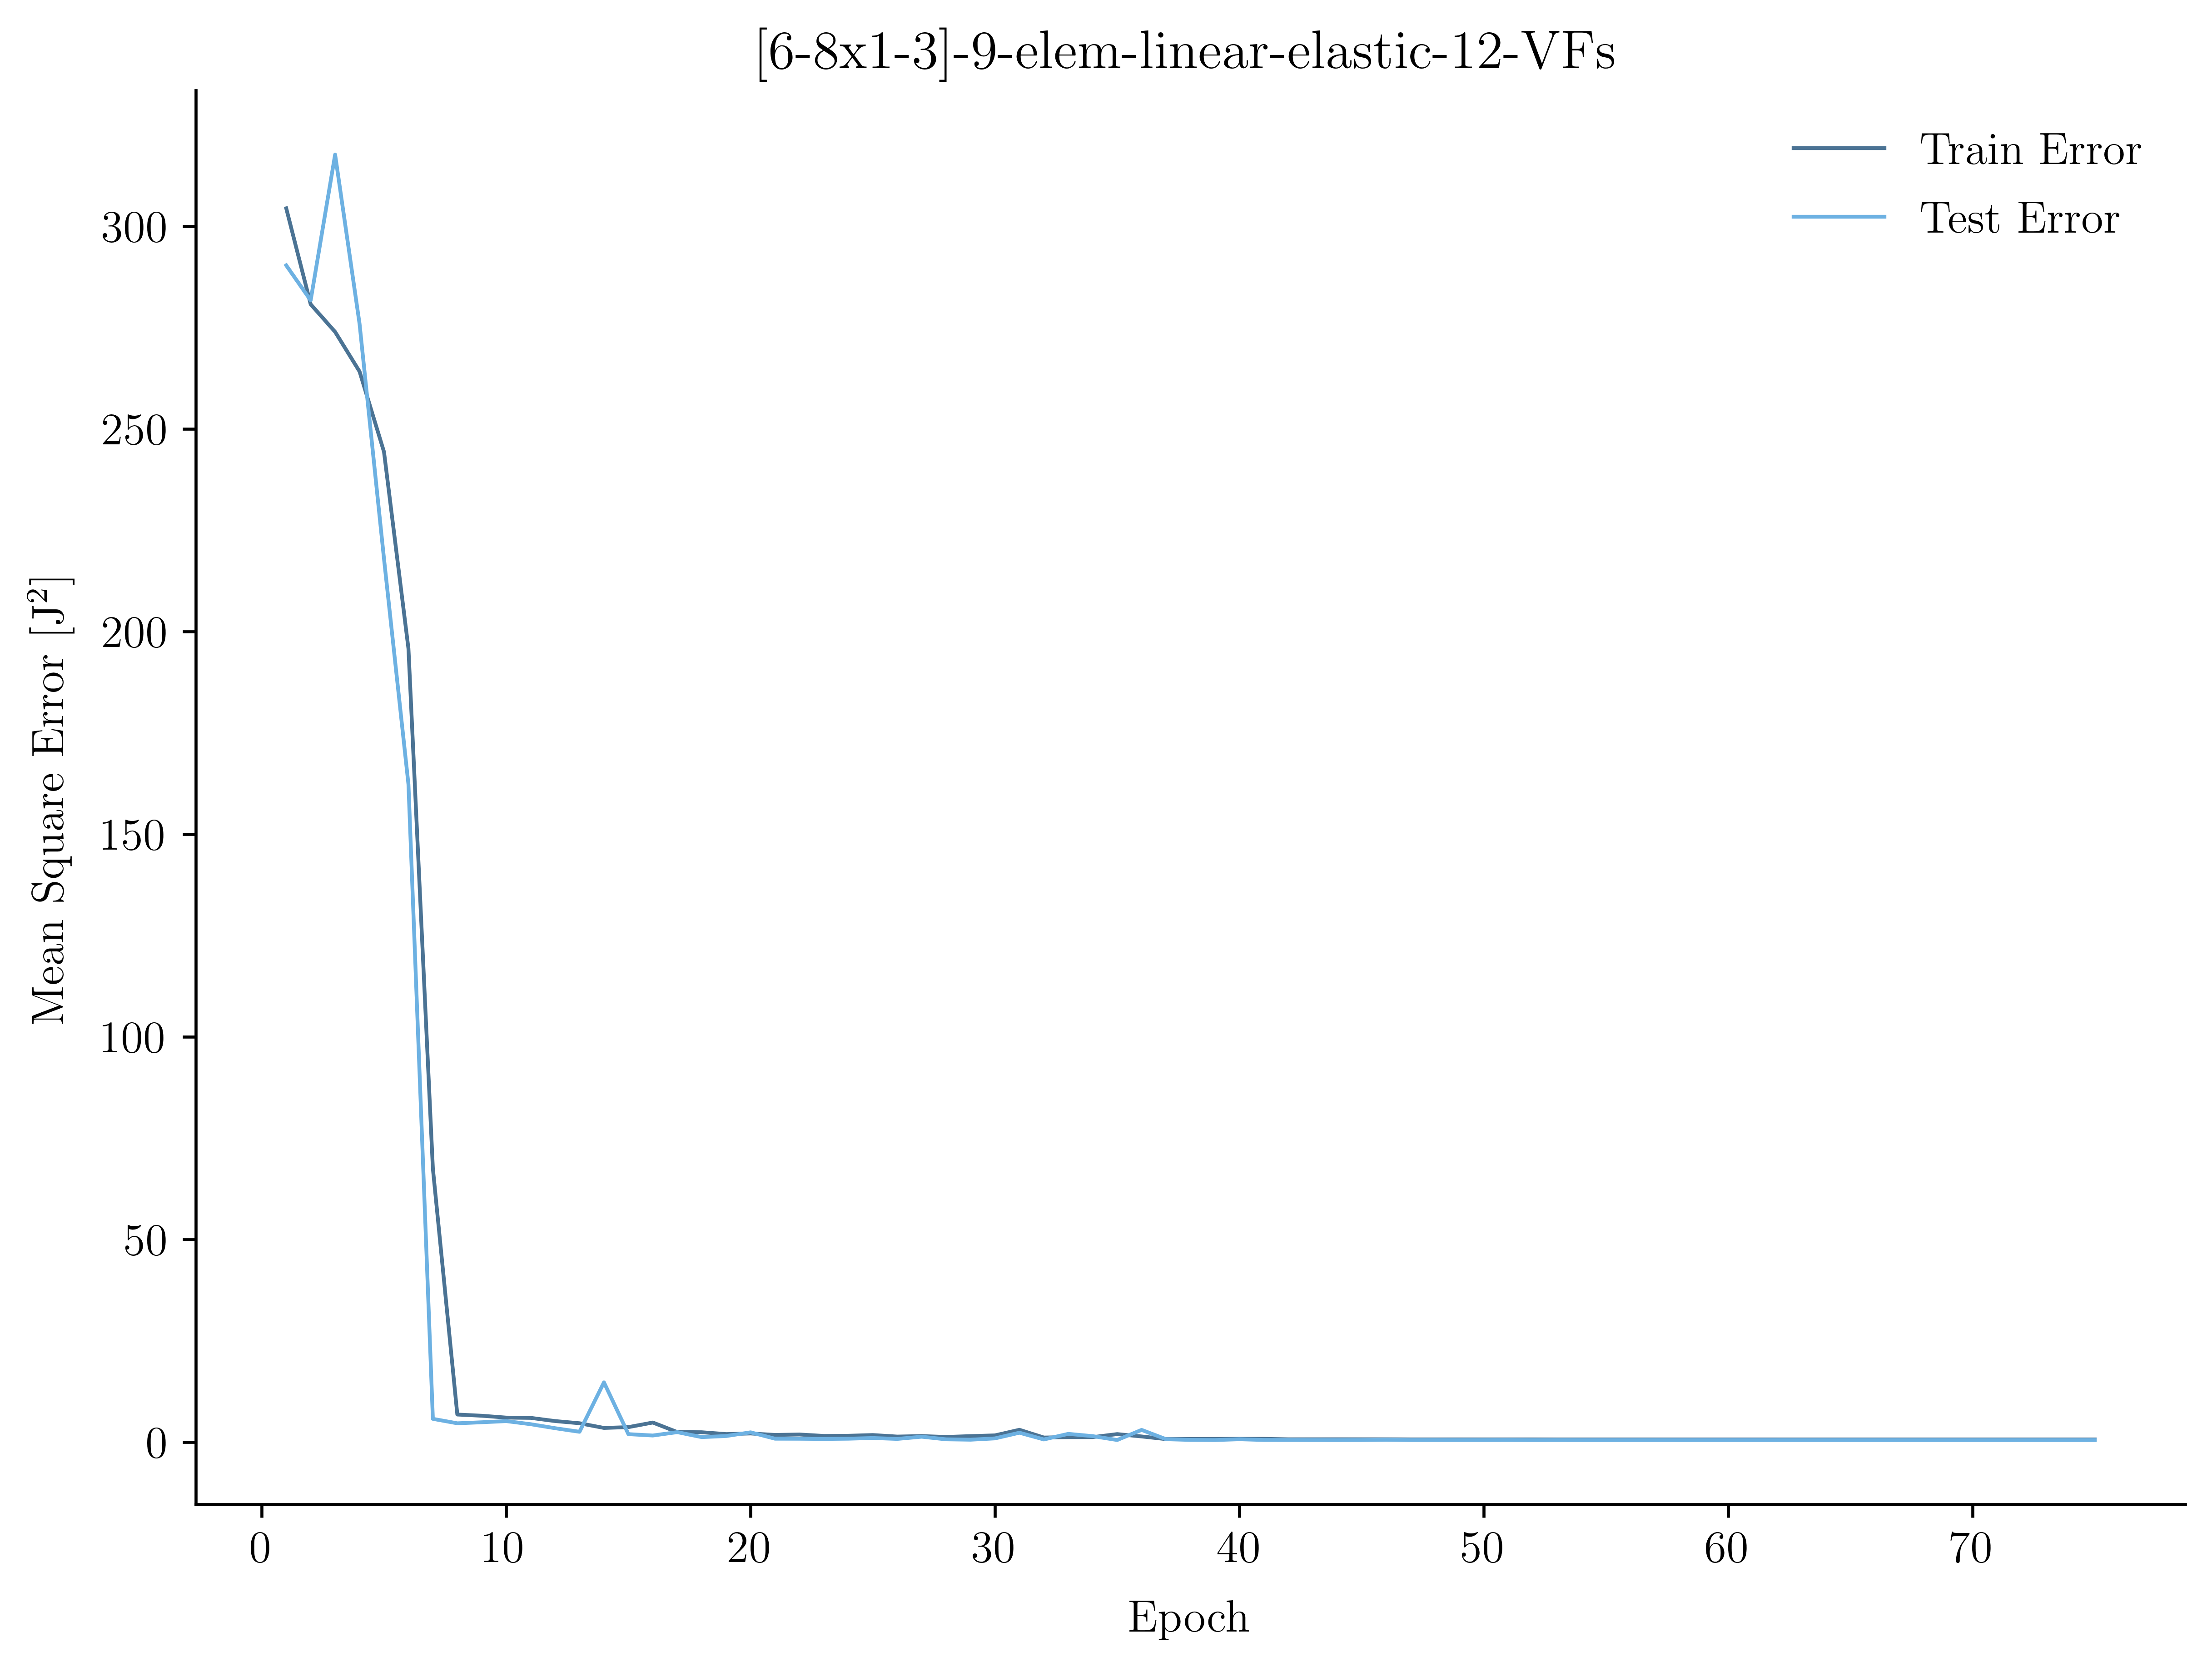 [6-8x1-3]-9-elem-linear-elastic-12-VFs
Train Error
Test Error
Mean Square Error [J²]
300
250
200
150
100
50
0
0 10 20 30 40 50 60 70
Epoch